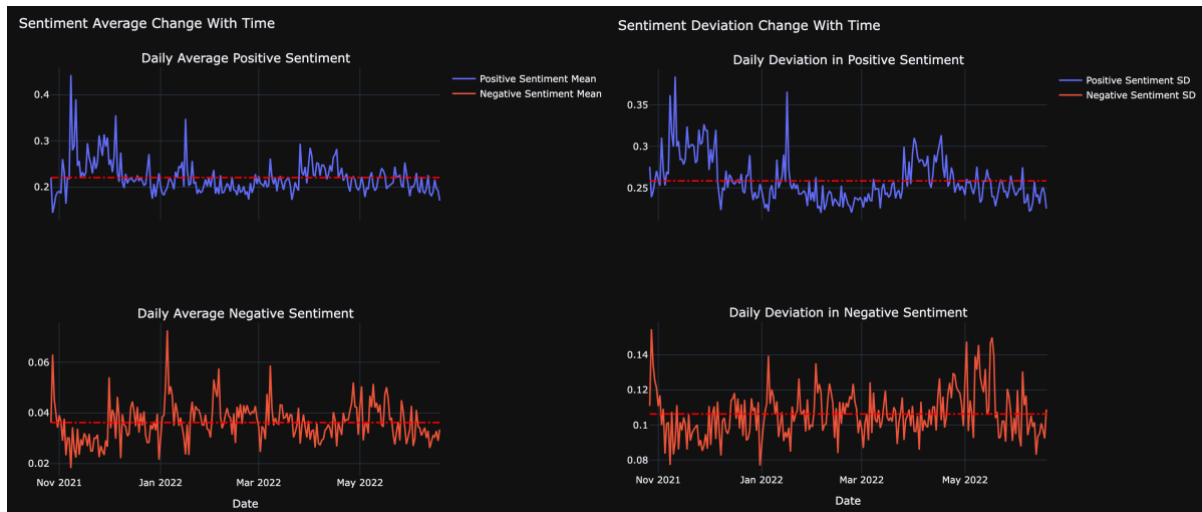 Sentiment Average Change With Time
Daily Average Positive Sentiment
Positive Sentiment Mean
Negative Sentiment Mean
0.4
0.3
0.2
Daily Average Negative Sentiment
0.06
0.04
0.02
Nov 2021
Jan 2022
Mar 2022
May 2022
Date
Sentiment Deviation Change With Time
Daily Deviation in Positive Sentiment
Positive Sentiment SD
Negative Sentiment SD
0.35
0.3
0.25
Daily Deviation in Negative Sentiment
0.14
0.12
0.1
0.08
Nov 2021
Jan 2022
Mar 2022
May 2022
Date